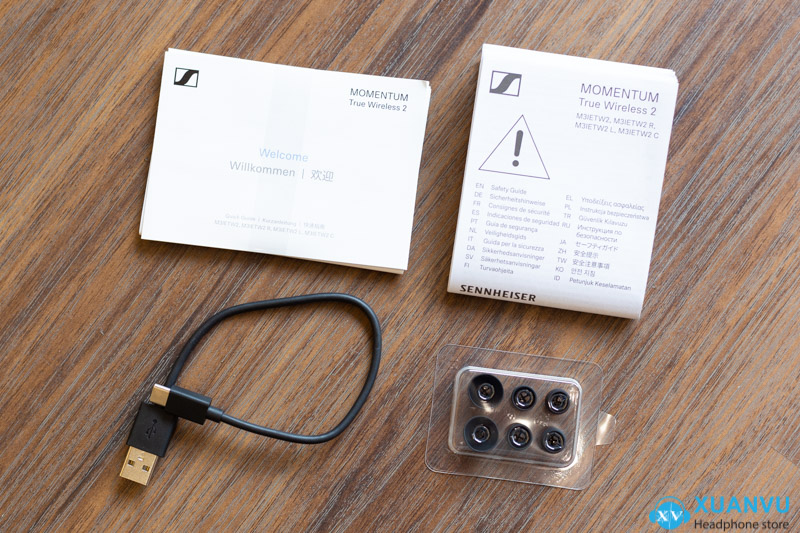 MOMENTUM
True Wireless 2
Welcome
Willkommen | 欢迎
MOMENTUM
True Wireless 2
M3IETW2, M3IETW2 R,
M3IETW2 L, M3IETW2 C
!
EN Safety Guide
DE Sicherheitshinweise
FR Consignes de sécurité
ES Indicaciones de seguridad
PT Guia de segurança
NL Veiligheidsgids
IT Guida per la sicurezza
DA Sikkerhedsanvisninger
SV Säkerhetsanvisningar
FI Turvaohjeita
EL Υποδείξεις ασφαλείας
PL Instrukcja bezpieczeństwa
TR Güvenlik Kılavuzu
RU Инструкция по
безопасности
JA セーフティガイド
ZH 安全提示
TW 安全注意事項
KO 안전 지침
ID Petunjuk Keselamatan
SENNHEISER
XV
XUANVU
Headphone store